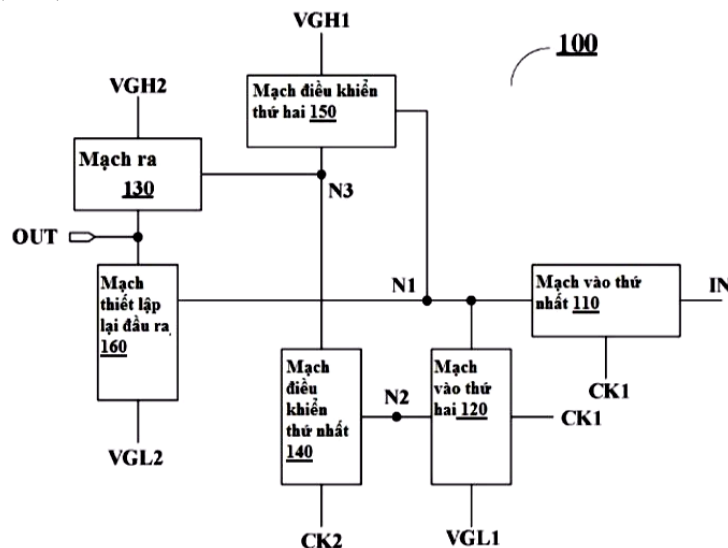 VGH1
100
VGH2
Mạch điều khiển
thứ hai 150
Mạch ra
130
N3
OUT
Mạch
thiết lập
lại đầu ra
160
N1
Mạch vào thứ
nhất 110
IN
Mạch
điều
khiển
thứ nhất
140
N2
Mạch
vào thứ
hai 120
CK1
CK1
VGL2
CK2
VGL1